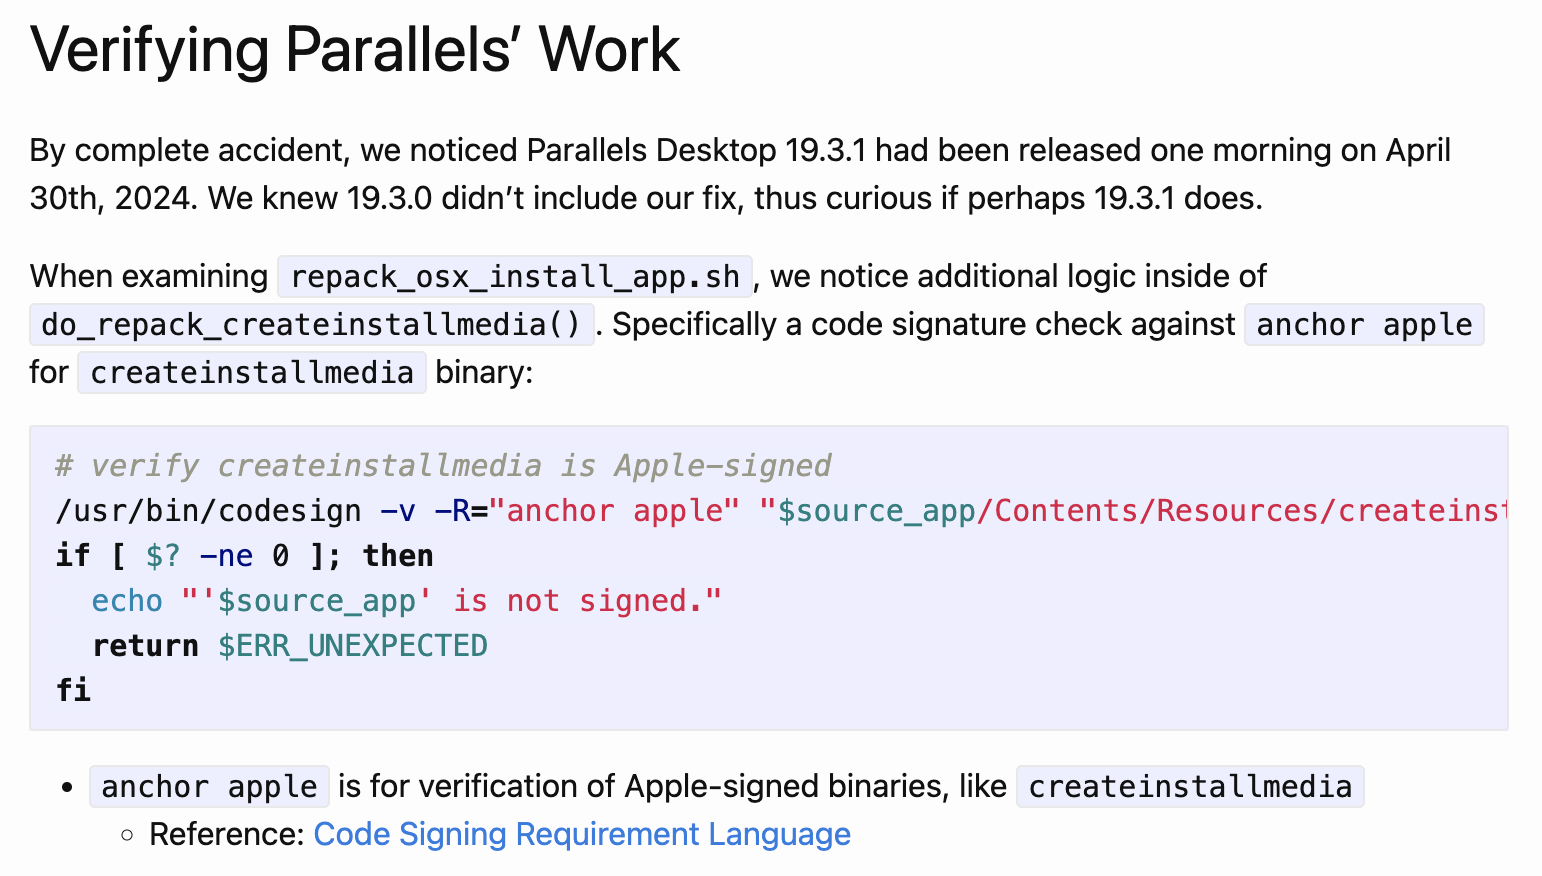 Verifying Parallels’ Work
By complete accident, we noticed Parallels Desktop 19.3.1 had been released one morning on April
30th, 2024. We knew 19.3.0 didn’t include our fix, thus curious if perhaps 19.3.1 does.
When examining repack_osx_install_app.sh, we notice additional logic inside of
do_repack_createinstallmedia(). Specifically a code signature check against anchor apple
for createinstallmedia binary:
# verify createinstallmedia is Apple-signed
/usr/bin/codesign -v -R="anchor apple" "$source_app/Contents/Resources/createinst
if [ $? -ne 0 ]; then
  echo "'$source_app' is not signed."
  return $ERR_UNEXPECTED
fi
• anchor apple is for verification of Apple-signed binaries, like createinstallmedia
◦ Reference: Code Signing Requirement Language